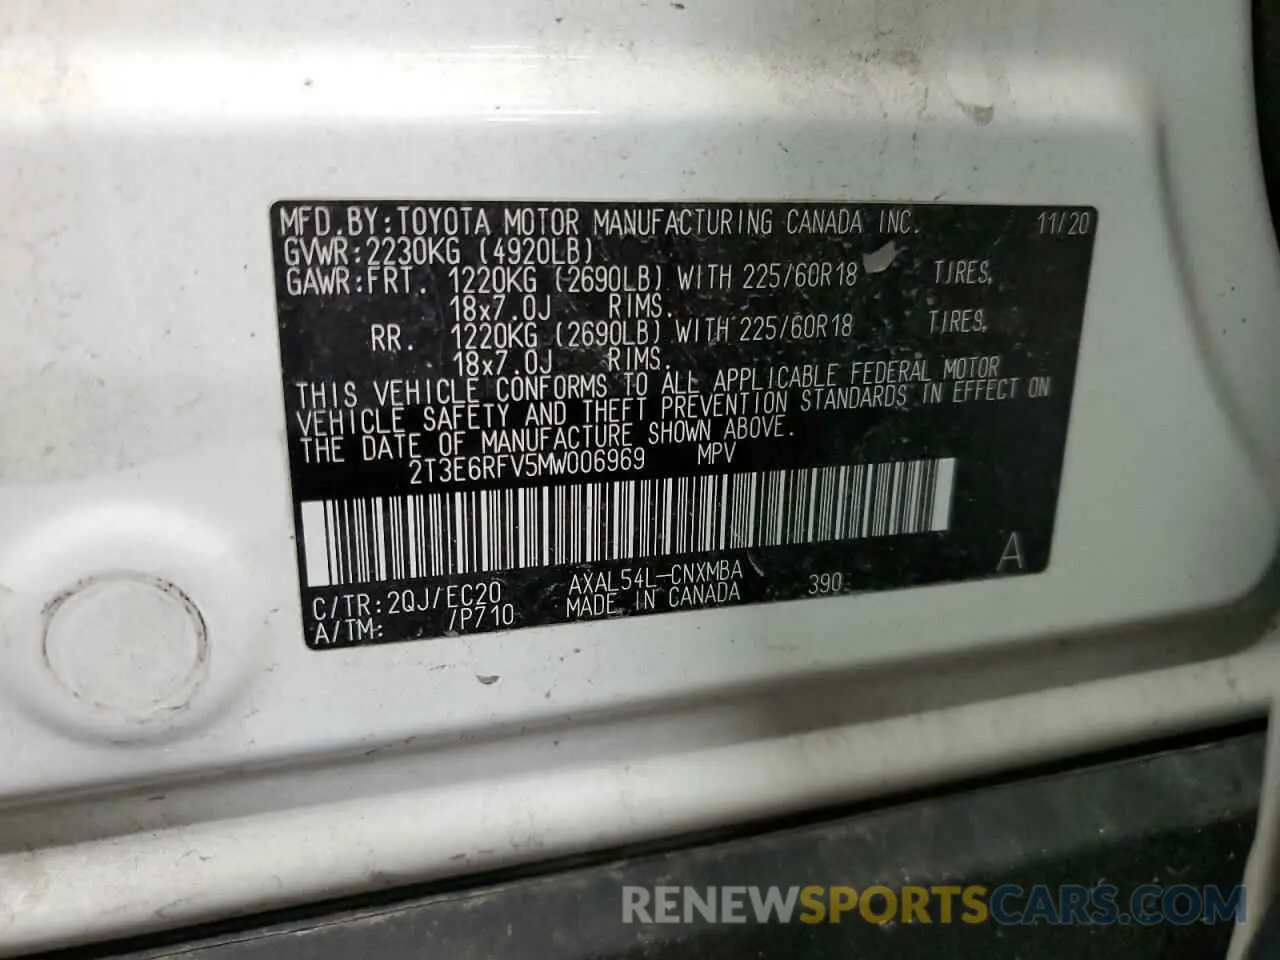 MFD.BY:TOYOTA MOTOR MANUFACTURING CANADA INC. 11/20
GVWR:2230KG (4920LB)
GAWR:FRT. 1220KG (2690LB) WITH 225/60R18 TIRES,
18x7.0J RIMS.
RR. 1220KG (2690LB) WITH 225/60R18 TIRES,
18x7.0J RIMS.
THIS VEHICLE CONFORMS TO ALL APPLICABLE FEDERAL MOTOR
VEHICLE SAFETY AND THEFT PREVENTION STANDARDS IN EFFECT ON
THE DATE OF MANUFACTURE SHOWN ABOVE.
2T3E6RFV5MW006969 MPV
A
C/TR:2QJ/EC20 AXAL54L-CNXMBA 390
A/TM: /P710 MADE IN CANADA
RENEWSPORTSCARS.COM